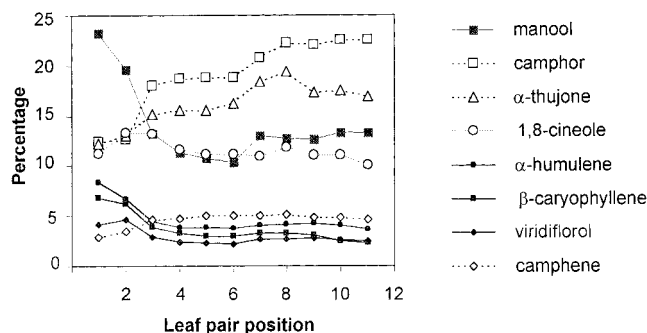 Percentage
25
20
15
10
5
0
0 2 4 6 8 10 12
Leaf pair position
manool
camphor
α-thujone
1,8-cineole
α-humulene
β-caryophyllene
viridiflorol
camphene